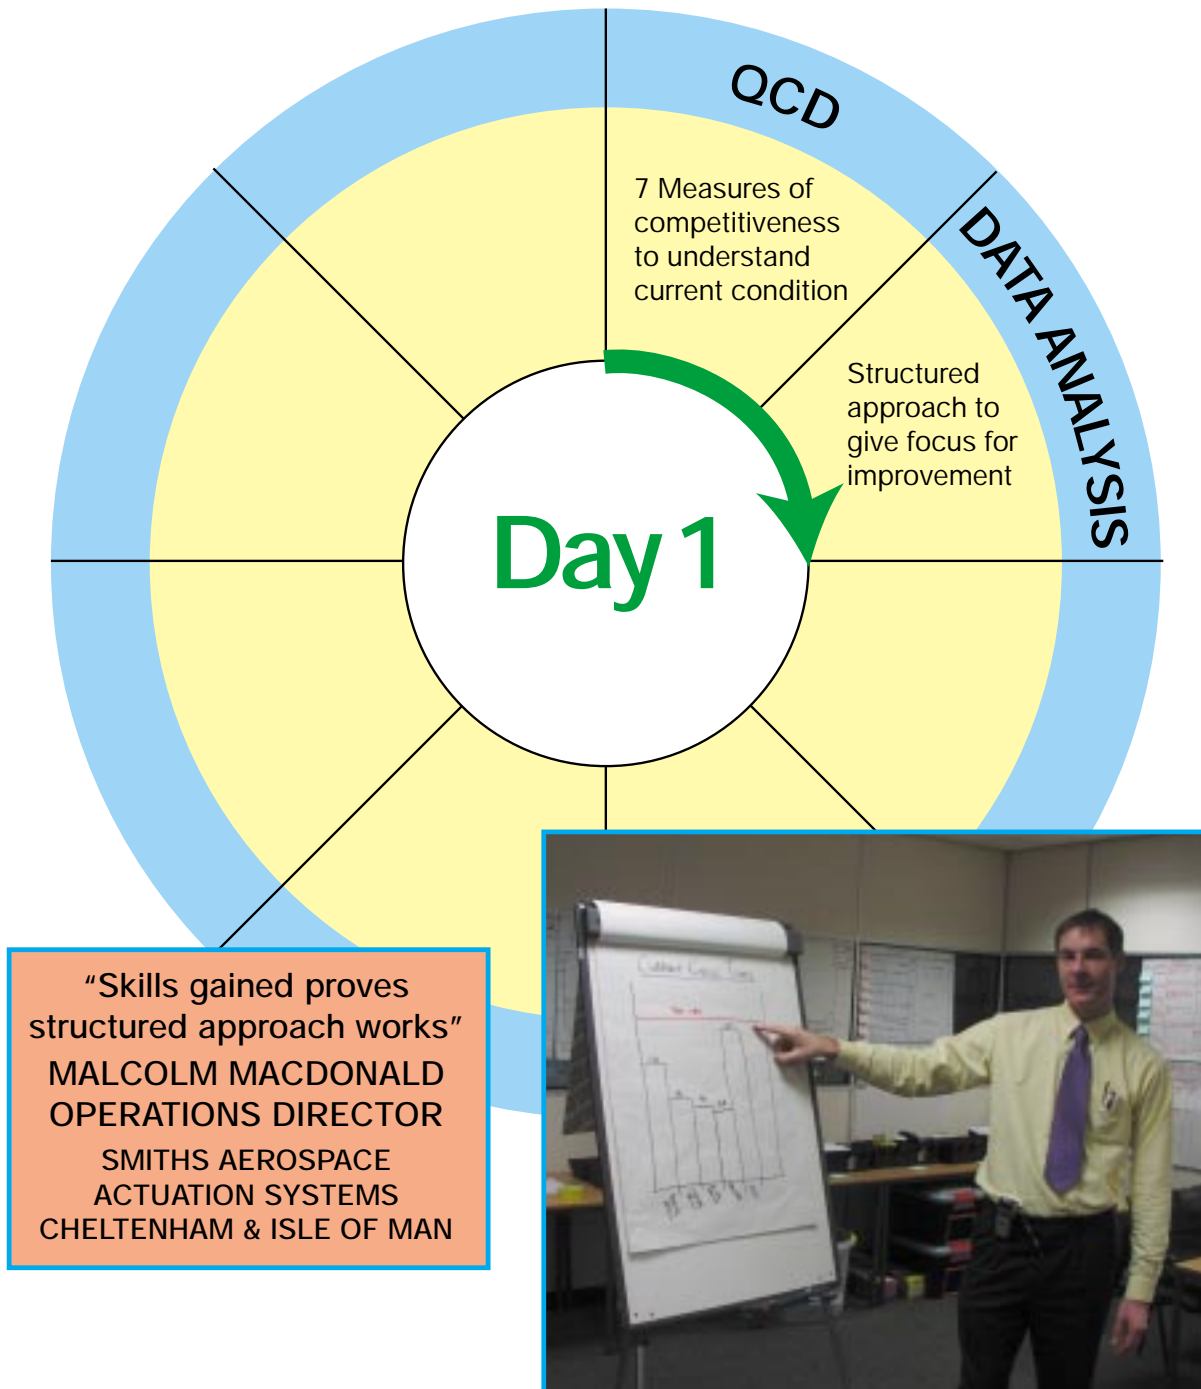 QCD
7 Measures of
competitiveness
to understand
current condition
DATA ANALYSIS
Structured
approach to
give focus for
improvement
Day 1
“Skills gained proves
structured approach works”
MALCOLM MACDONALD
OPERATIONS DIRECTOR
SMITHS AEROSPACE
ACTUATION SYSTEMS
CHELTENHAM & ISLE OF MAN